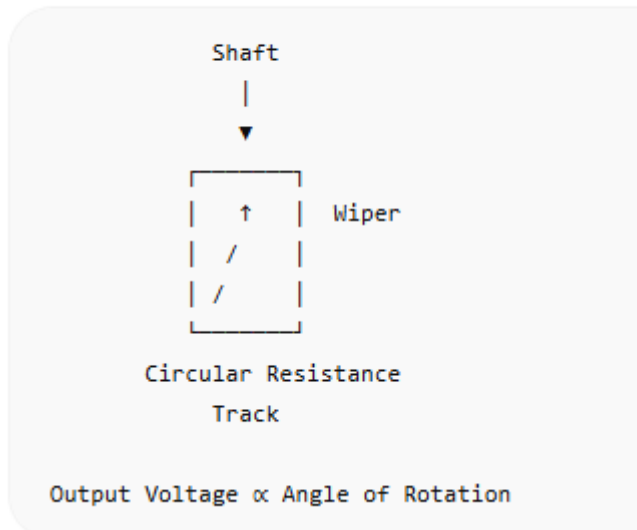 Shaft
│
▼
┌───────┐
│   ↑   │  Wiper
│  /    │
│ /     │
└───────┘
Circular Resistance
Track
Output Voltage ∝ Angle of Rotation